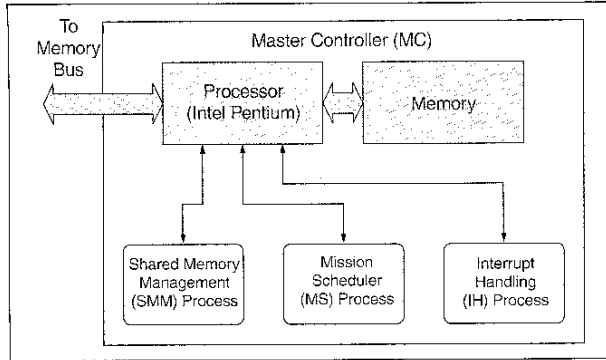 To
Memory
Bus
Master Controller (MC)
Processor
(Intel Pentium)
Memory
Shared Memory
Management
(SMM) Process
Mission
Scheduler
(MS) Process
Interrupt
Handling
(IH) Process